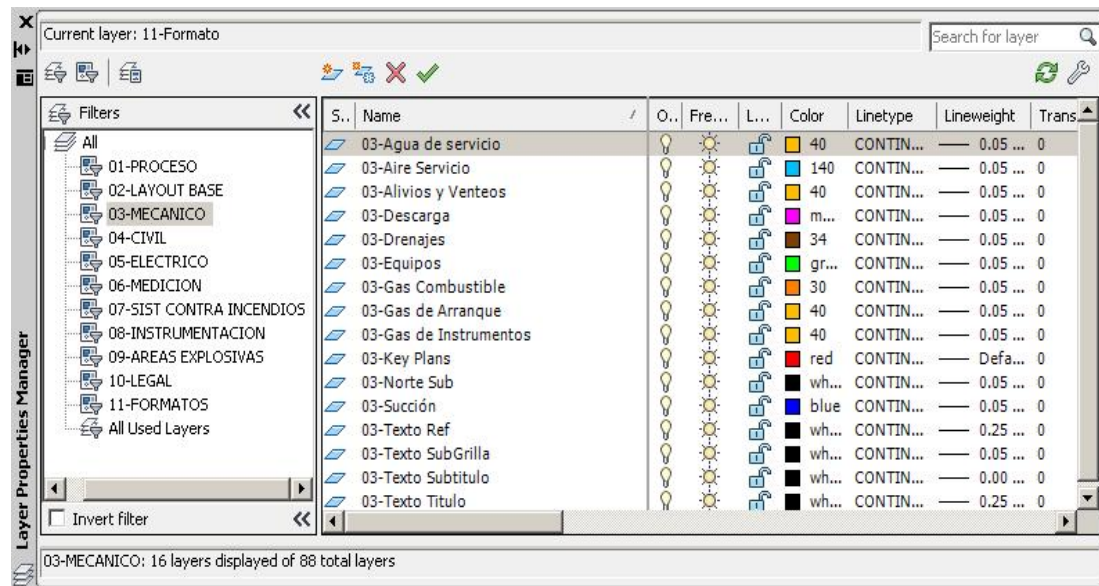 Current layer: 11-Formato
Search for layer
Filters
All
01-PROCESO
02-LAYOUT BASE
03-MECANICO
04-CIVIL
05-ELECTRICO
06-MEDICION
07-SIST CONTRA INCENDIOS
08-INSTRUMENTACION
09-AREAS EXPLOSIVAS
10-LEGAL
11-FORMATOS
All Used Layers
Invert filter
S.. Name O.. Fre... L... Color Linetype Lineweight Trans
03-Agua de servicio 40 CONTIN... 0.05 ... 0
03-Aire Servicio 140 CONTIN... 0.05 ... 0
03-Alivios y Venteos 40 CONTIN... 0.05 ... 0
03-Descarga m... CONTIN... 0.05 ... 0
03-Drenajes 34 CONTIN... 0.05 ... 0
03-Equipos gr... CONTIN... 0.05 ... 0
03-Gas Combustible 30 CONTIN... 0.05 ... 0
03-Gas de Arranque 40 CONTIN... 0.05 ... 0
03-Gas de Instrumentos 40 CONTIN... 0.05 ... 0
03-Key Plans red CONTIN... Defa... 0
03-Norte Sub wh... CONTIN... 0.05 ... 0
03-Succión blue CONTIN... 0.05 ... 0
03-Texto Ref wh... CONTIN... 0.25 ... 0
03-Texto SubGrilla wh... CONTIN... 0.05 ... 0
03-Texto Subtitulo wh... CONTIN... 0.00 ... 0
03-Texto Titulo wh... CONTIN... 0.25 ... 0
Layer Properties Manager
03-MECANICO: 16 layers displayed of 88 total layers